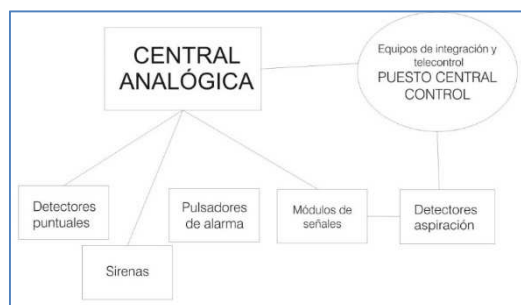 CENTRAL
ANALÓGICA
Equipos de integración y
telecontrol
PUESTO CENTRAL
CONTROL
Detectores
puntuales
Sirenas
Pulsadores
de alarma
Módulos de
señales
Detectores
aspiración